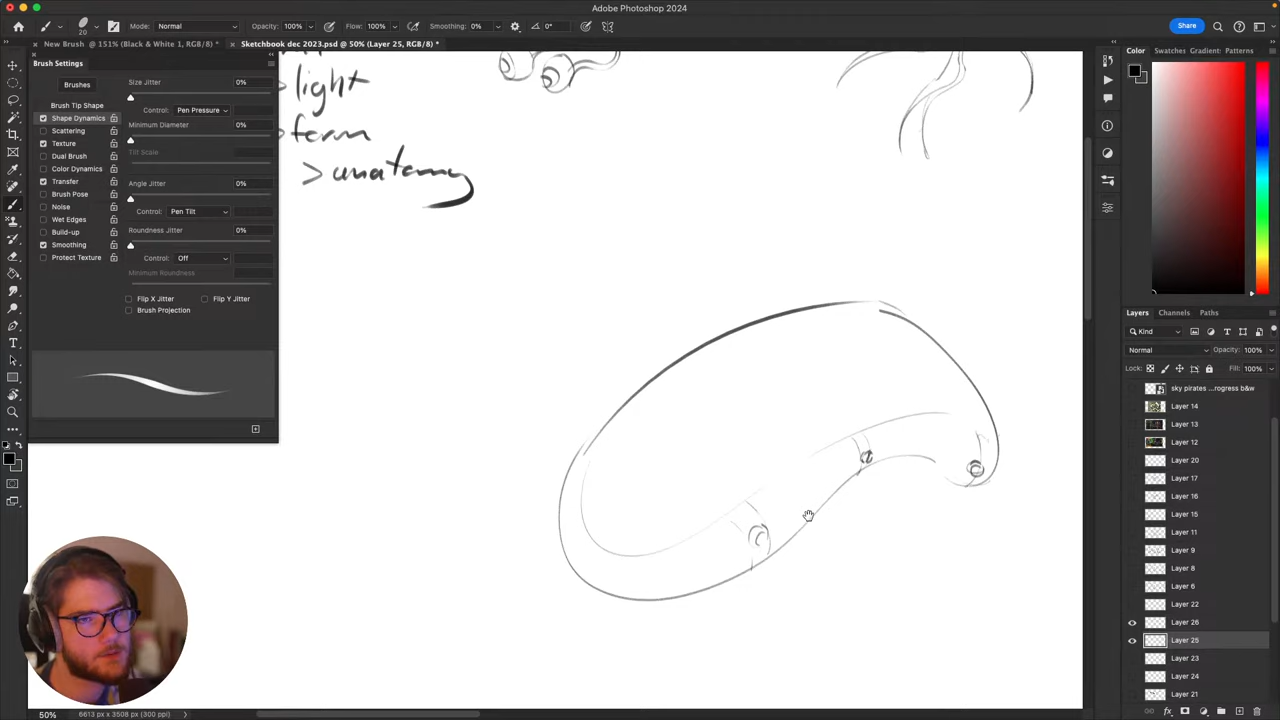 Adobe Photoshop 2024
20
Mode: Normal Opacity: 100% Flow: 100% Smoothing: 0% 0° Share
New Brush @ 151% (Black & White 1, RGB/8) * Sketchbook dec 2023.psd @ 50% (Layer 25, RGB/8) *
Brush Settings
Brushes
Brush Tip Shape
Shape Dynamics
Scattering
Texture
Dual Brush
Color Dynamics
Transfer
Brush Pose
Noise
Wet Edges
Build-up
Smoothing
Protect Texture
Size Jitter 0%
Control: Pen Pressure
Minimum Diameter 0%
Tilt Scale
Angle Jitter 0%
Control: Pen Tilt
Roundness Jitter 0%
Control: Off
Minimum Roundness
Flip X Jitter Flip Y Jitter
Brush Projection
>light
>form
>anatomy
Color Swatches Gradient: Patterns
Layers Channels Paths
Kind
Normal Opacity: 100%
Lock: Fill: 100%
sky pirates ...rogress b&w
Layer 14
Layer 13
Layer 12
Layer 20
Layer 17
Layer 16
Layer 15
Layer 11
Layer 9
Layer 8
Layer 6
Layer 22
Layer 26
Layer 25
Layer 23
Layer 24
Layer 21
50% 6613 px x 3508 px (300 ppi)